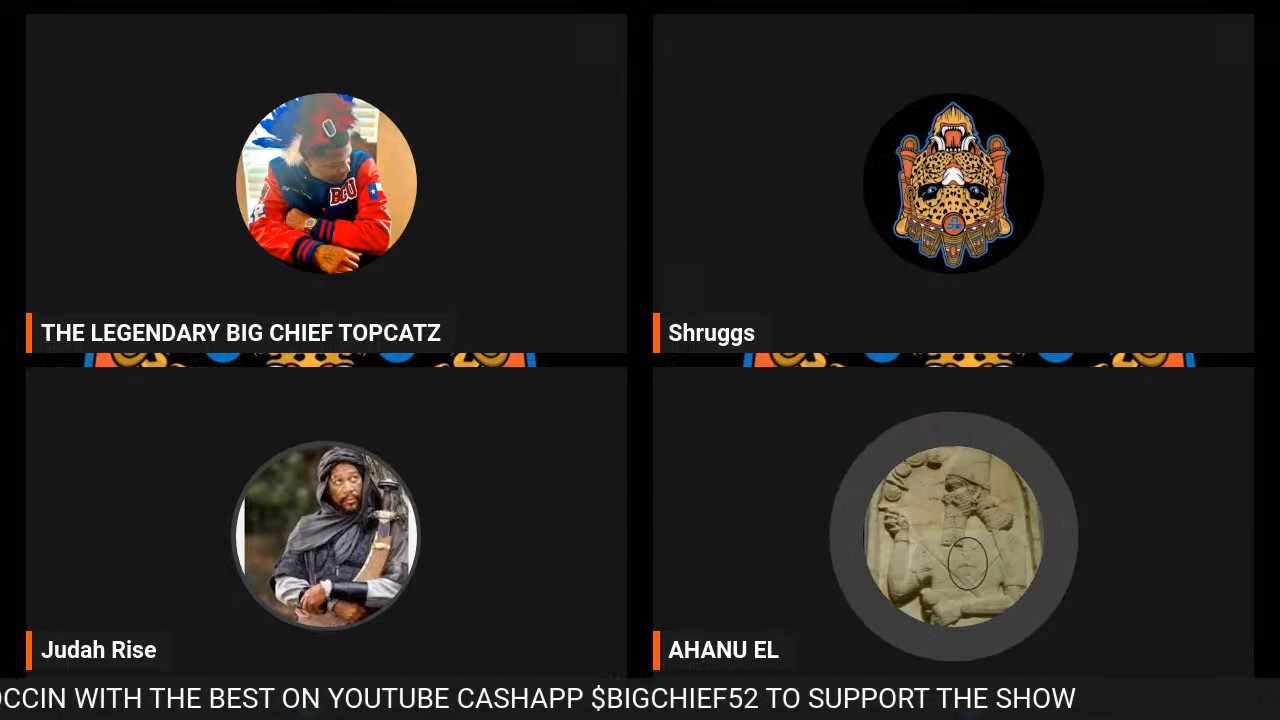 BCU
THE LEGENDARY BIG CHIEF TOPCATZ
Shruggs
Judah Rise
AHANU EL
OCCIN WITH THE BEST ON YOUTUBE CASHAPP $BIGCHIEF52 TO SUPPORT THE SHOW